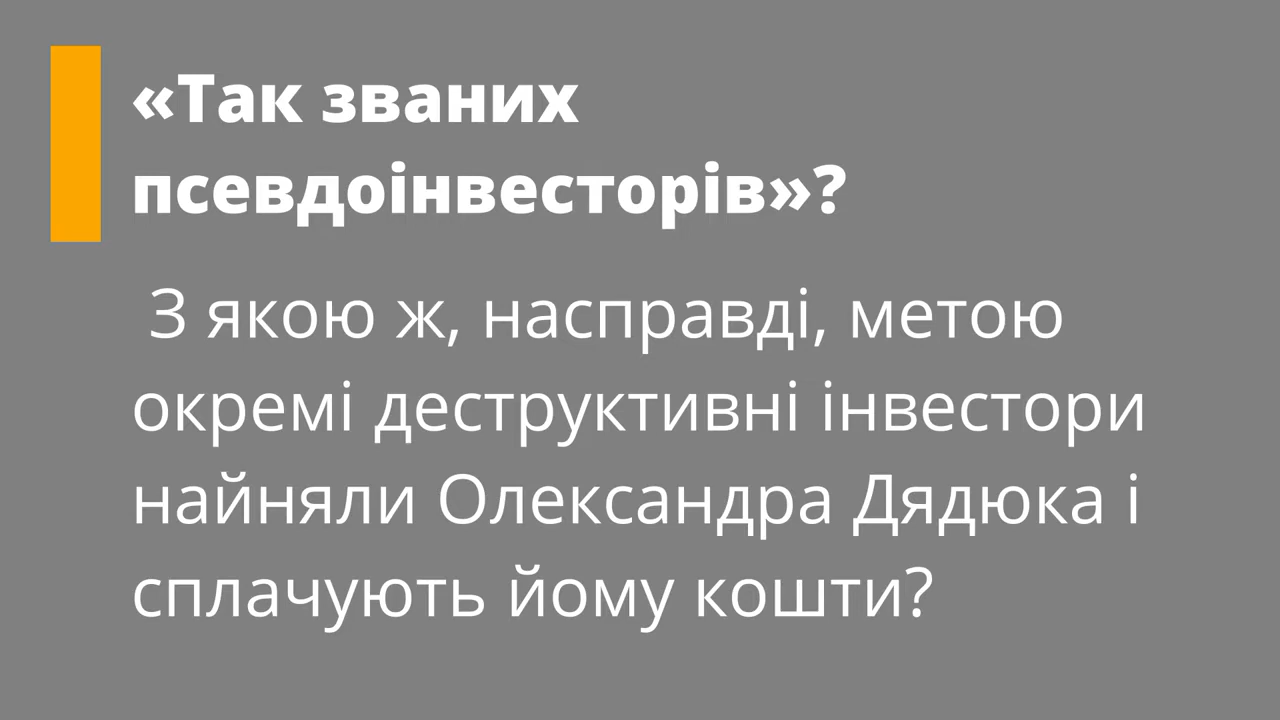 «Так званих
псевдоінвесторів»?
З якою ж, насправді, метою
окремі деструктивні інвестори
найняли Олександра Дядюка і
сплачують йому кошти?